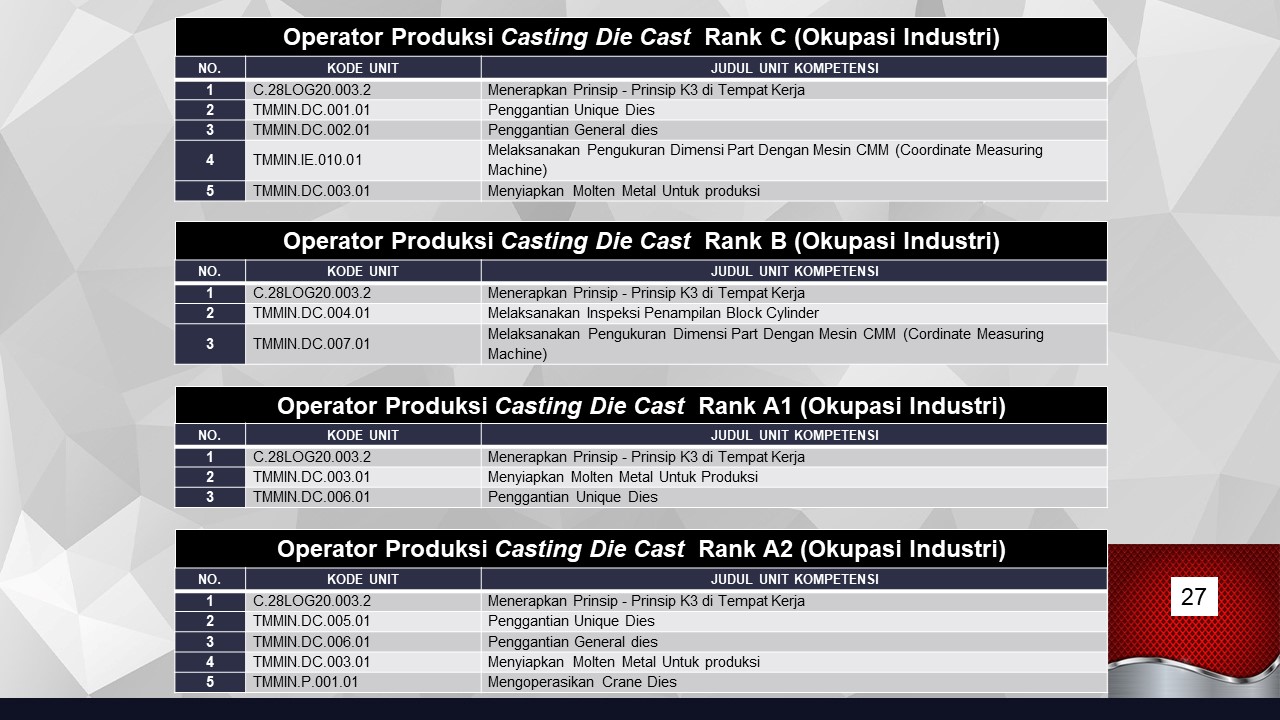 Operator Produksi Casting Die Cast Rank C (Okupasi Industri)
NO. KODE UNIT JUDUL UNIT KOMPETENSI
1 C.28LOG20.003.2 Menerapkan Prinsip - Prinsip K3 di Tempat Kerja
2 TMMIN.DC.001.01 Penggantian Unique Dies
3 TMMIN.DC.002.01 Penggantian General dies
4 TMMIN.IE.010.01 Melaksanakan Pengukuran Dimensi Part Dengan Mesin CMM (Coordinate Measuring
Machine)
5 TMMIN.DC.003.01 Menyiapkan Molten Metal Untuk produksi
Operator Produksi Casting Die Cast Rank B (Okupasi Industri)
NO. KODE UNIT JUDUL UNIT KOMPETENSI
1 C.28LOG20.003.2 Menerapkan Prinsip - Prinsip K3 di Tempat Kerja
2 TMMIN.DC.004.01 Melaksanakan Inspeksi Penampilan Block Cylinder
3 TMMIN.DC.007.01 Melaksanakan Pengukuran Dimensi Part Dengan Mesin CMM (Cordinate Measuring
Machine)
Operator Produksi Casting Die Cast Rank A1 (Okupasi Industri)
NO. KODE UNIT JUDUL UNIT KOMPETENSI
1 C.28LOG20.003.2 Menerapkan Prinsip - Prinsip K3 di Tempat Kerja
2 TMMIN.DC.003.01 Menyiapkan Molten Metal Untuk Produksi
3 TMMIN.DC.006.01 Penggantian Unique Dies
Operator Produksi Casting Die Cast Rank A2 (Okupasi Industri)
NO. KODE UNIT JUDUL UNIT KOMPETENSI
1 C.28LOG20.003.2 Menerapkan Prinsip - Prinsip K3 di Tempat Kerja
2 TMMIN.DC.005.01 Penggantian Unique Dies
3 TMMIN.DC.006.01 Penggantian General dies
4 TMMIN.DC.003.01 Menyiapkan Molten Metal Untuk produksi
5 TMMIN.P.001.01 Mengoperasikan Crane Dies
27